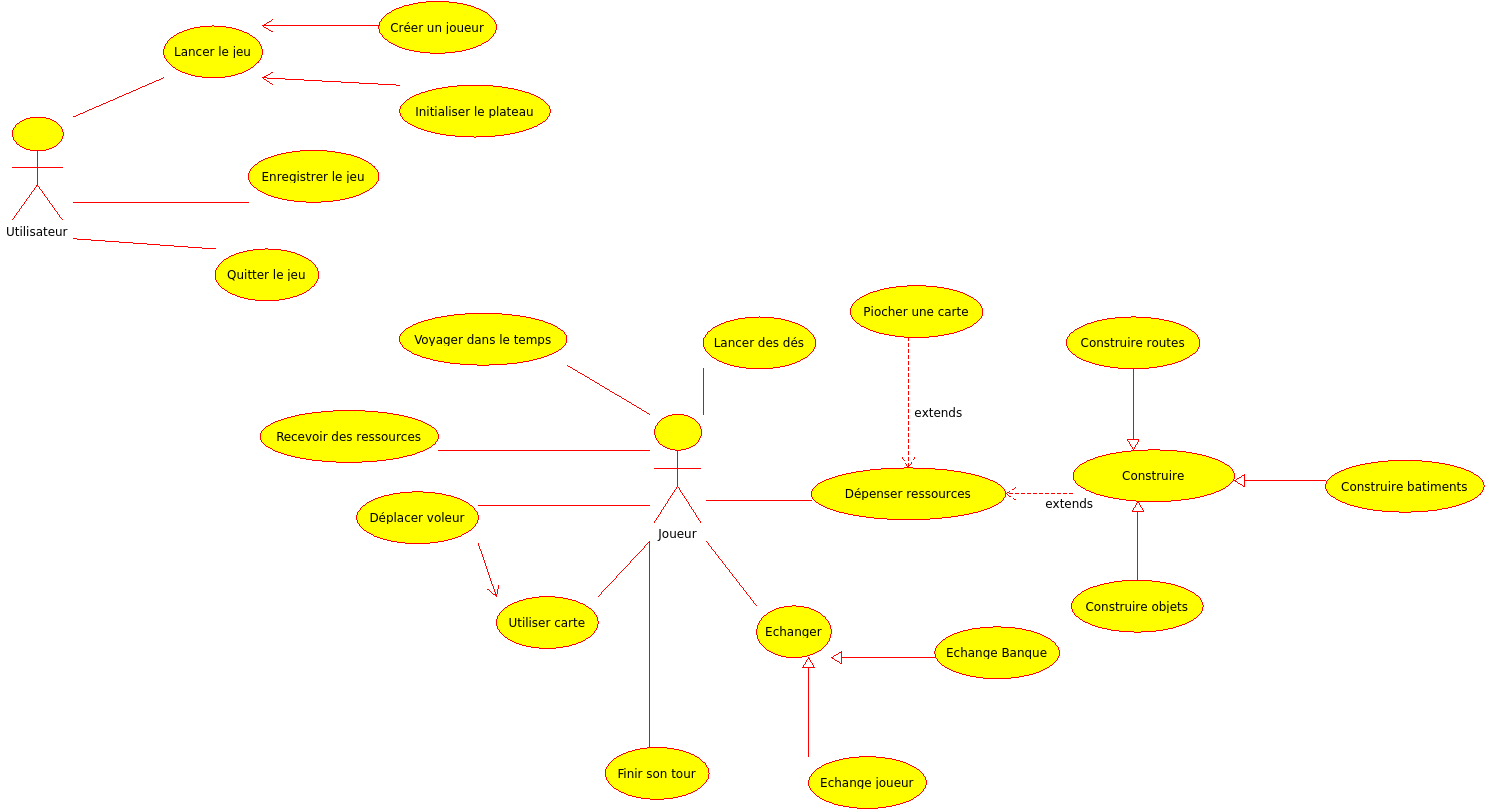 Créer un joueur
Lancer le jeu
Initialiser le plateau
Enregistrer le jeu
Utilisateur
Quitter le jeu
Piocher une carte
Voyager dans le temps
Lancer des dés
Construire routes
extends
Recevoir des ressources
Construire
Construire batiments
Dépenser ressources
extends
Déplacer voleur
Joueur
Construire objets
Utiliser carte
Echanger
Echange Banque
Finir son tour
Echange joueur